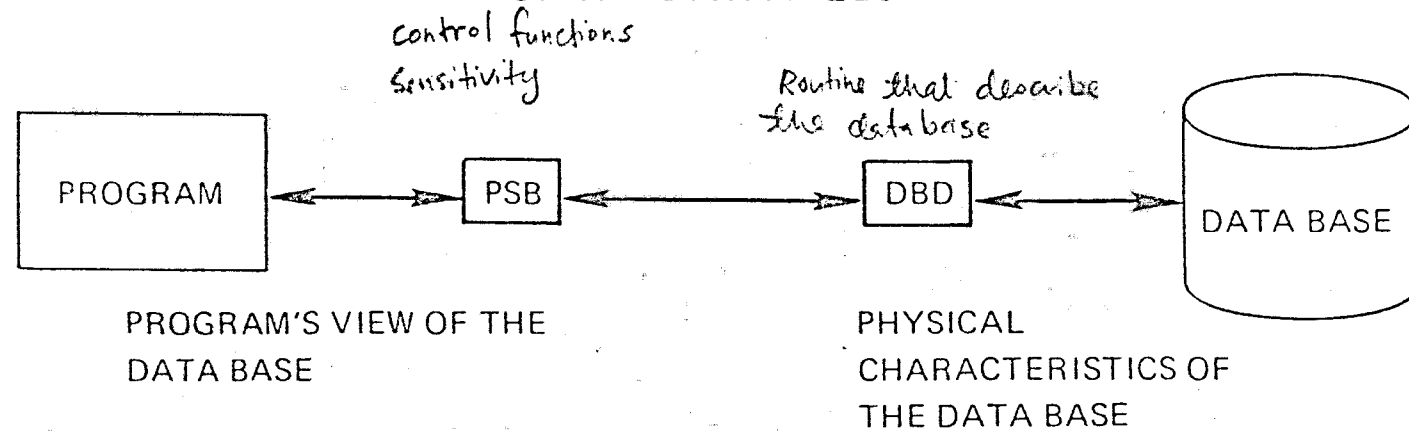 control functions
sensitivity
Routine that describe
the database
PROGRAM
PSB
DBD
DATA BASE
PROGRAM'S VIEW OF THE
DATA BASE
PHYSICAL
CHARACTERISTICS OF
THE DATA BASE